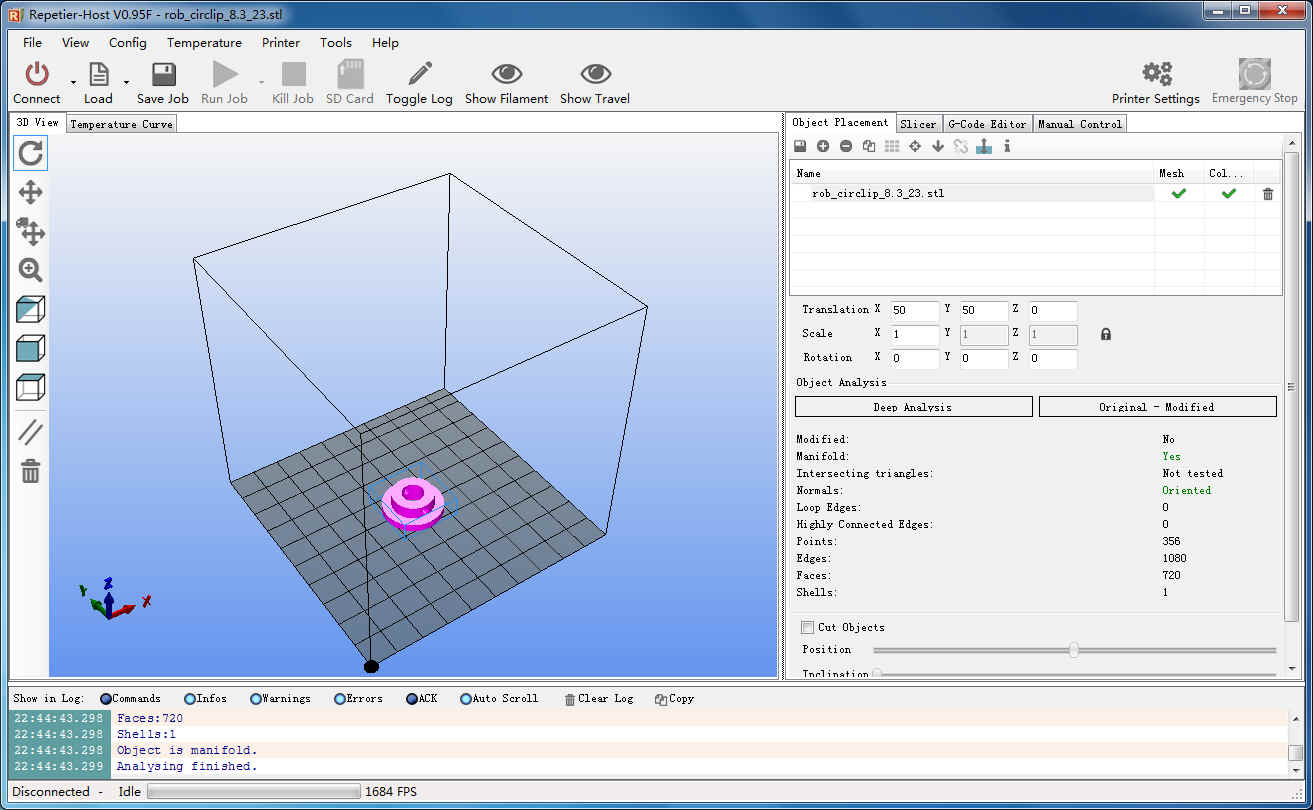 Repetier-Host V0.95F - rob_circlip_8.3_23.stl
File View Config Temperature Printer Tools Help
Connect Load Save Job Run Job Kill Job SD Card Toggle Log Show Filament Show Travel Printer Settings Emergency Stop
3D View Temperature Curve
Object Placement Slicer G-Code Editor Manual Control
Name Mesh Col...
rob_circlip_8.3_23.stl
Translation X 50 Y 50 Z 0
Scale X 1 Y 1 Z 1
Rotation X 0 Y 0 Z 0
Object Analysis
Deep Analysis Original - Modified
Modified: No
Manifold: Yes
Intersecting triangles: Not tested
Normals: Oriented
Loop Edges: 0
Highly Connected Edges: 0
Points: 356
Edges: 1080
Faces: 720
Shells: 1
Cut Objects
Position
Inclination
Z
Y
X
Show in Log: Commands Infos Warnings Errors ACK Auto Scroll Clear Log Copy
22:44:43.298 Faces:720
22:44:43.298 Shells:1
22:44:43.299 Object is manifold.
22:44:43.299 Analysing finished.
Disconnected - Idle 1684 FPS